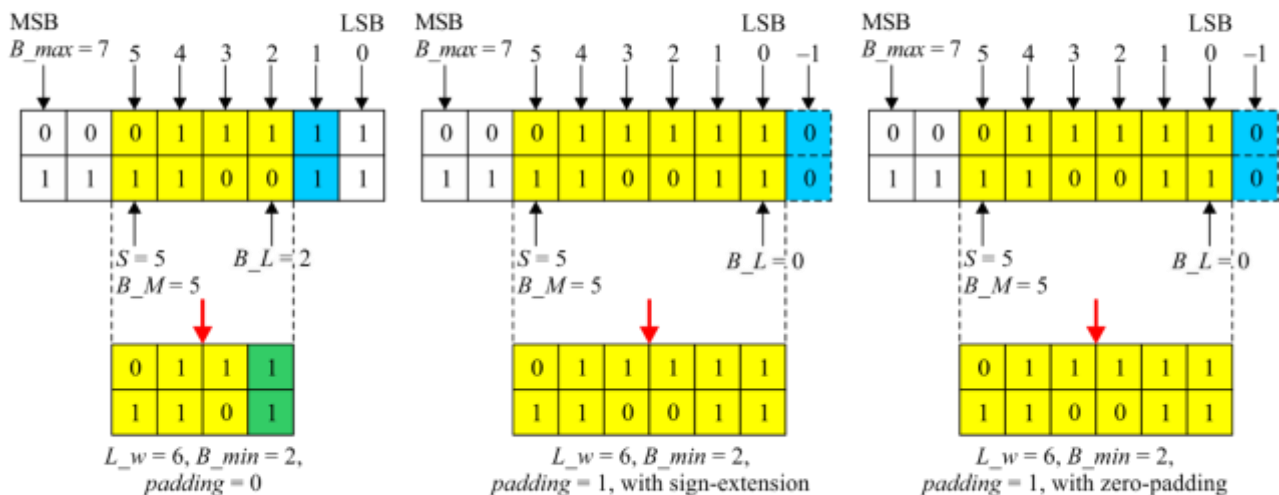 MSB LSB MSB LSB MSB LSB
B_max = 7 5 4 3 2 1 0 B_max = 7 5 4 3 2 1 0 –1 B_max = 7 5 4 3 2 1 0 –1
0 0 0 1 1 1 1 1 0 0 0 1 1 1 1 1 0 0 0 0 1 1 1 1 1 0
1 1 1 1 0 0 1 1 1 1 1 1 0 0 1 1 0 1 1 1 1 0 0 1 1 0
S = 5 B_L = 2 S = 5 B_L = 0 S = 5 B_L = 0
B_M = 5 B_M = 5 B_M = 5
0 1 1 1 0 1 1 1 1 1 0 1 1 1 1 1
1 1 0 1 1 1 0 0 1 1 1 1 0 0 1 1
L_w = 6, B_min = 2, L_w = 6, B_min = 2, L_w = 6, B_min = 2,
padding = 0 padding = 1, with sign-extension padding = 1, with zero-padding